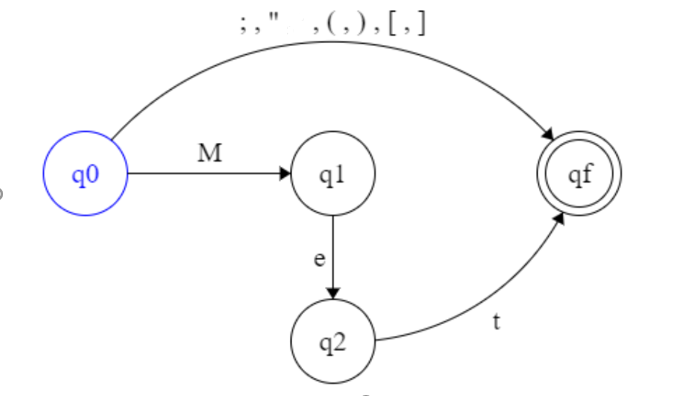 ; , " , ( , ) , [ , ]
M
q0
q1
qf
e
q2
t